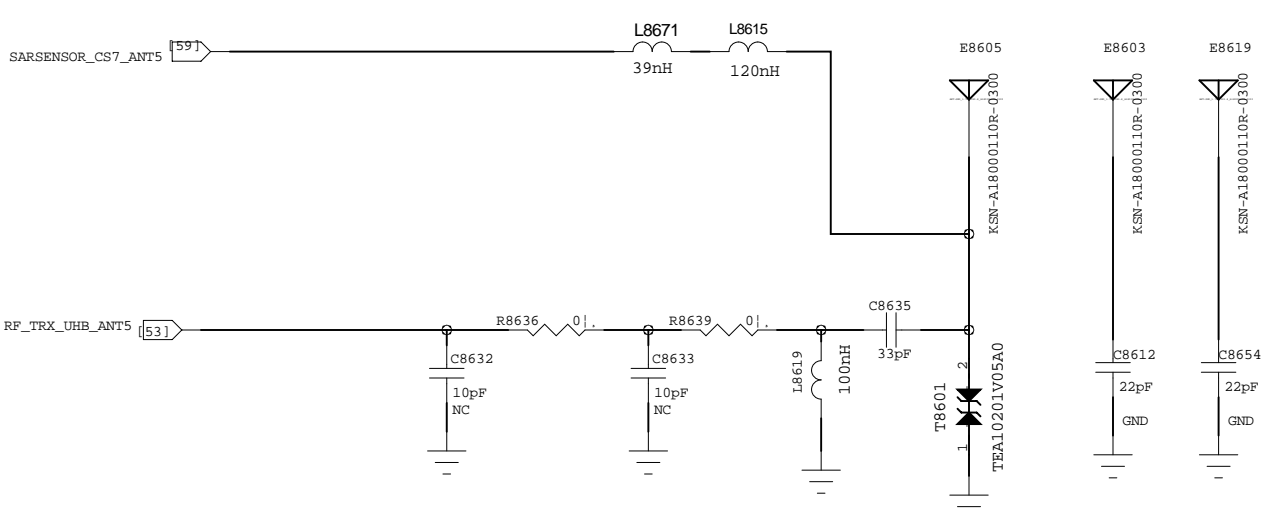 L8671
L8615
SARSENSOR_CS7_ANT5
[59]
39nH
120nH
E8605
E8603
E8619
KSN-A18000110R-0300
KSN-A18000110R-0300
KSN-A18000110R-0300
RF_TRX_UHB_ANT5
[53]
R8636
0
R8639
0
C8635
33pF
C8632
10pF
NC
C8633
10pF
NC
L8619
100nH
2
1
T8601
TEA10201V05A0
C8612
22pF
GND
C8654
22pF
GND